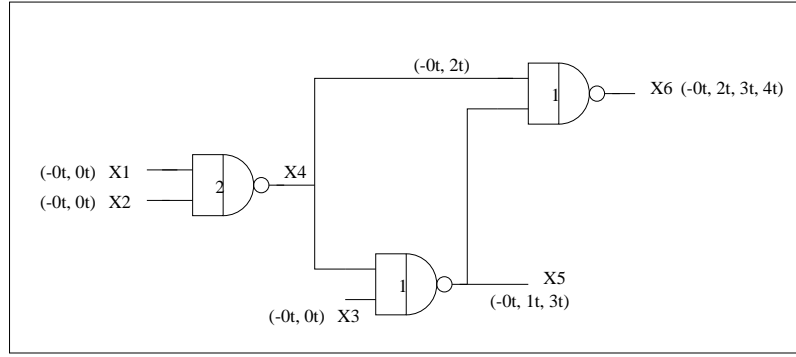 (-0t, 2t)
1
X6 (-0t, 2t, 3t, 4t)
(-0t, 0t) X1
2
X4
(-0t, 0t) X2
1
X5
(-0t, 1t, 3t)
(-0t, 0t) X3